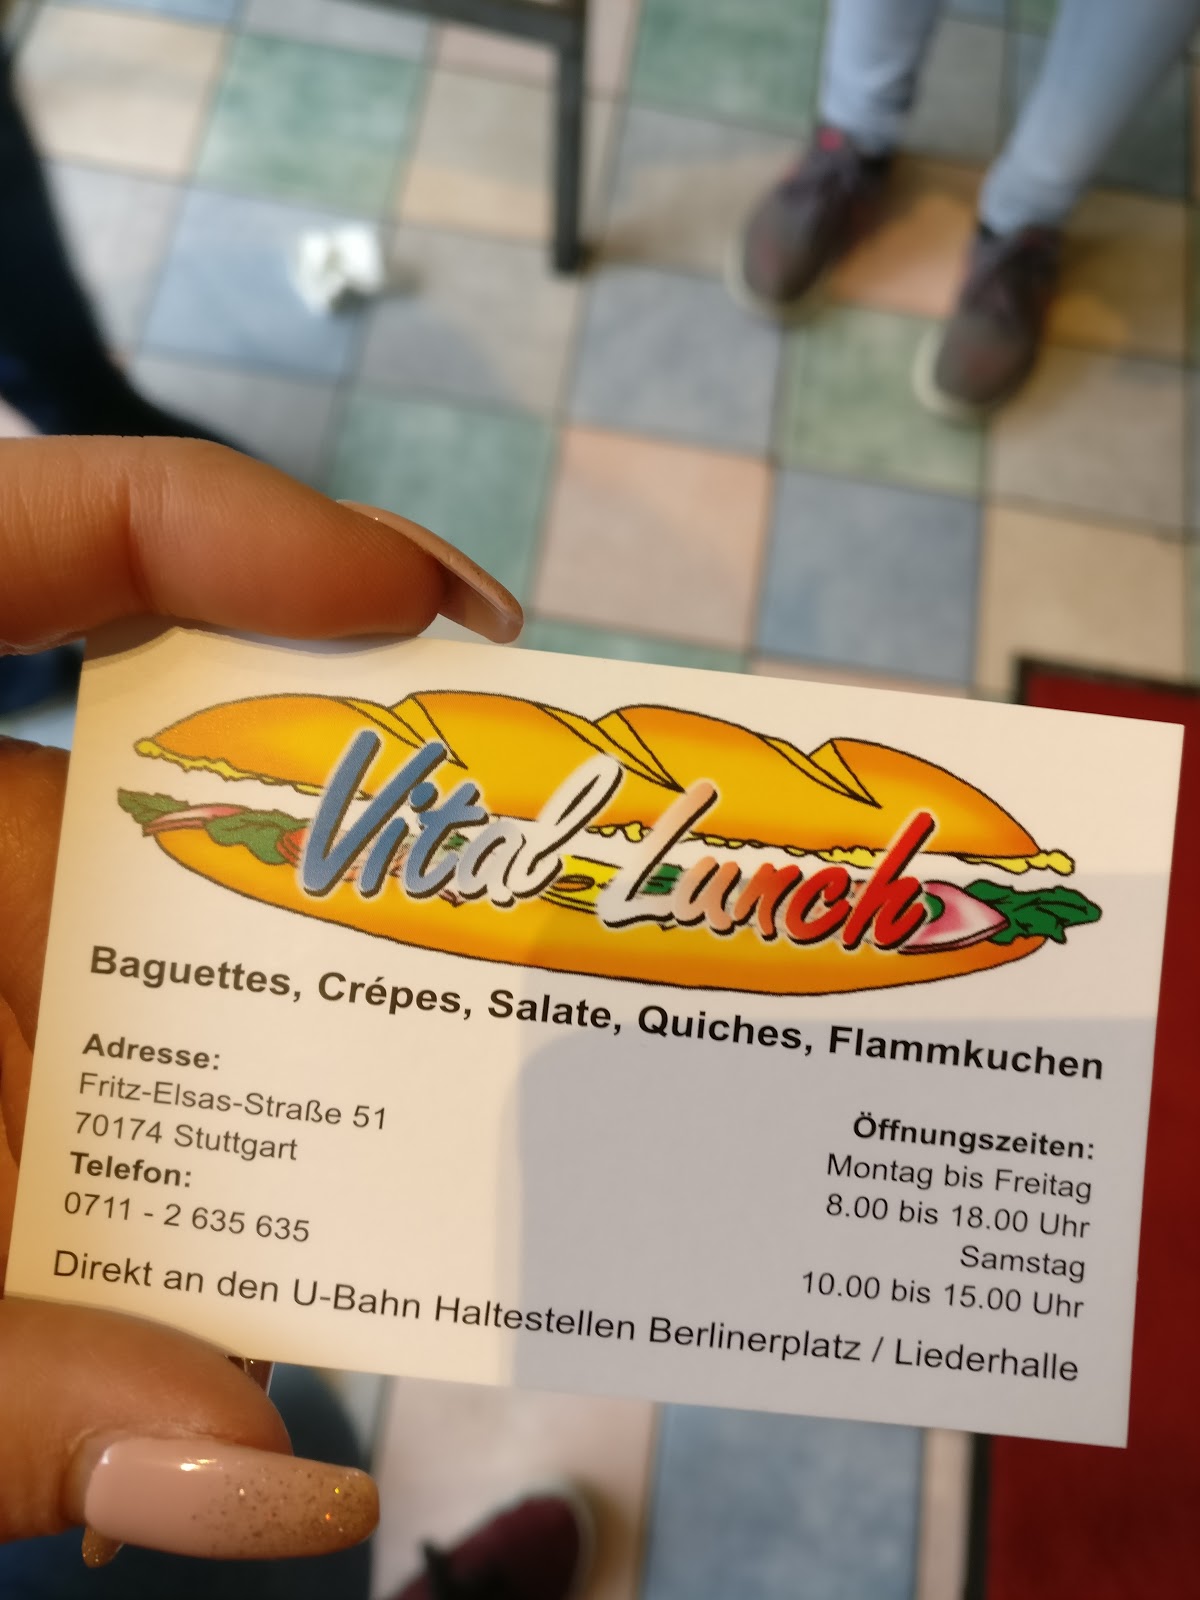 Vital Lunch
Baguettes, Crépes, Salate, Quiches, Flammkuchen
Adresse:
Fritz-Elsas-Straße 51
70174 Stuttgart
Telefon:
0711 - 2 635 635
Öffnungszeiten:
Montag bis Freitag
8.00 bis 18.00 Uhr
Samstag
10.00 bis 15.00 Uhr
Direkt an den U-Bahn Haltestellen Berlinerplatz / Liederhalle